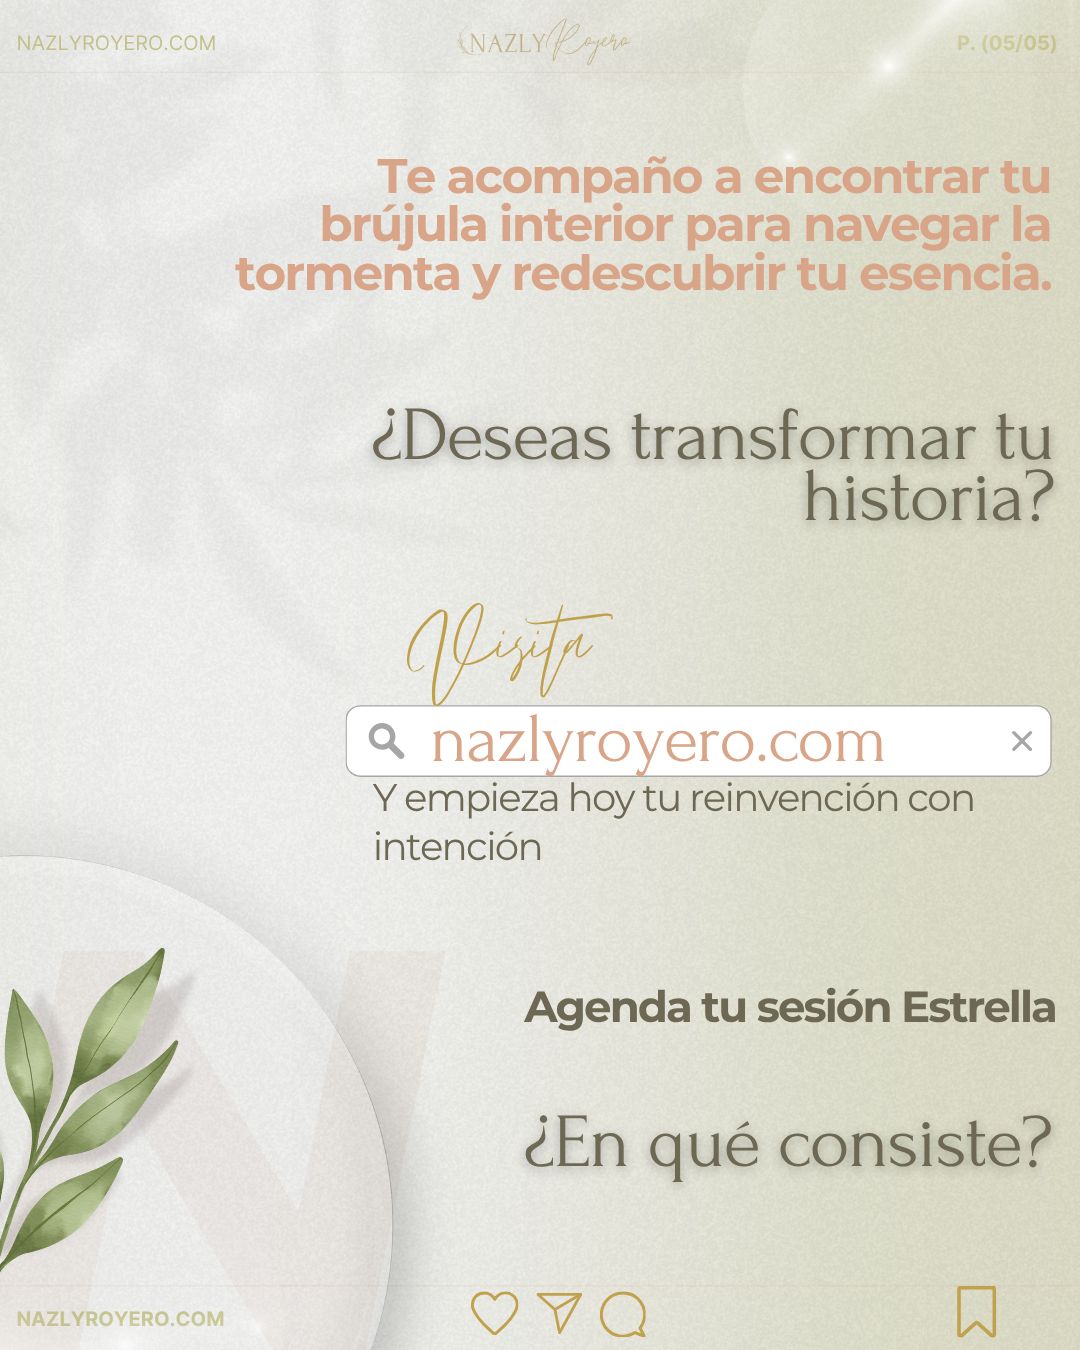 NAZLYROYERO.COM
NAZLY Royero
P. (05/05)
Te acompaño a encontrar tu
brújula interior para navegar la
tormenta y redescubrir tu esencia.
¿Deseas transformar tu
historia?
Visita
nazlyroyero.com
Y empieza hoy tu reinvención con
intención
Agenda tu sesión Estrella
¿En qué consiste?
NAZLYROYERO.COM